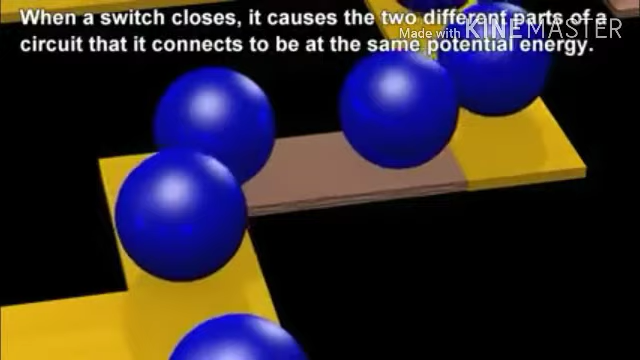 When a switch closes, it causes the two different parts of a
circuit that it connects to be at the same potential energy.
Made with KINEMASTER